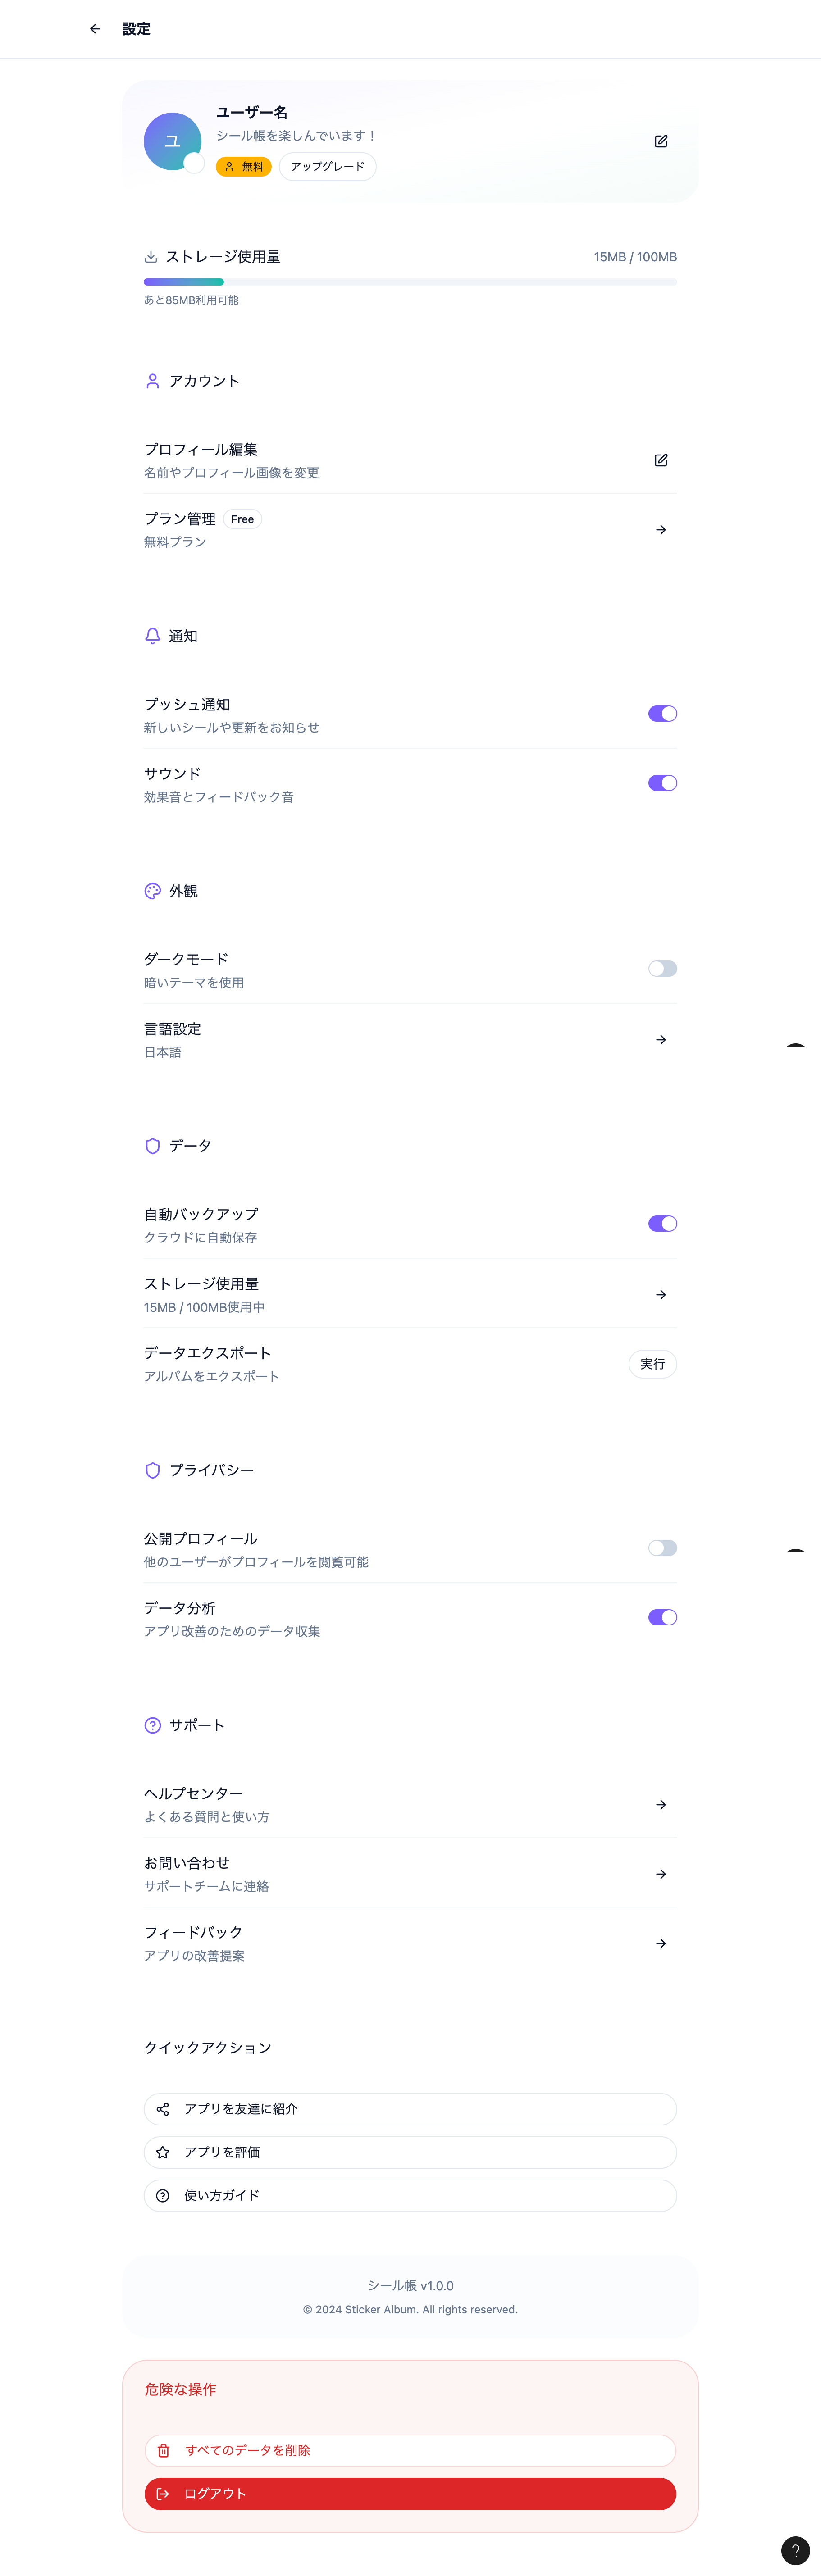 設定
ユ
ユーザー名
シール帳を楽しんでいます！
無料
アップグレード
ストレージ使用量
15MB / 100MB
あと85MB利用可能
アカウント
プロフィール編集
名前やプロフィール画像を変更
プラン管理 Free
無料プラン
通知
プッシュ通知
新しいシールや更新をお知らせ
サウンド
効果音とフィードバック音
外観
ダークモード
暗いテーマを使用
言語設定
日本語
データ
自動バックアップ
クラウドに自動保存
ストレージ使用量
15MB / 100MB使用中
データエクスポート
アルバムをエクスポート
実行
プライバシー
公開プロフィール
他のユーザーがプロフィールを閲覧可能
データ分析
アプリ改善のためのデータ収集
サポート
ヘルプセンター
よくある質問と使い方
お問い合わせ
サポートチームに連絡
フィードバック
アプリの改善提案
クイックアクション
アプリを友達に紹介
アプリを評価
使い方ガイド
シール帳 v1.0.0
© 2024 Sticker Album. All rights reserved.
危険な操作
すべてのデータを削除
ログアウト
?